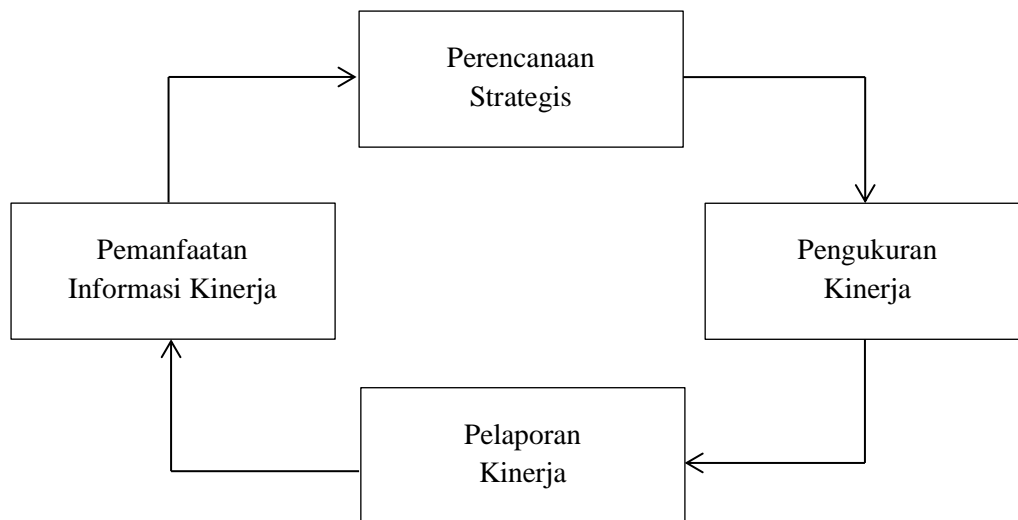 Perencanaan
Strategis
Pemanfaatan
Informasi Kinerja
Pengukuran
Kinerja
Pelaporan
Kinerja